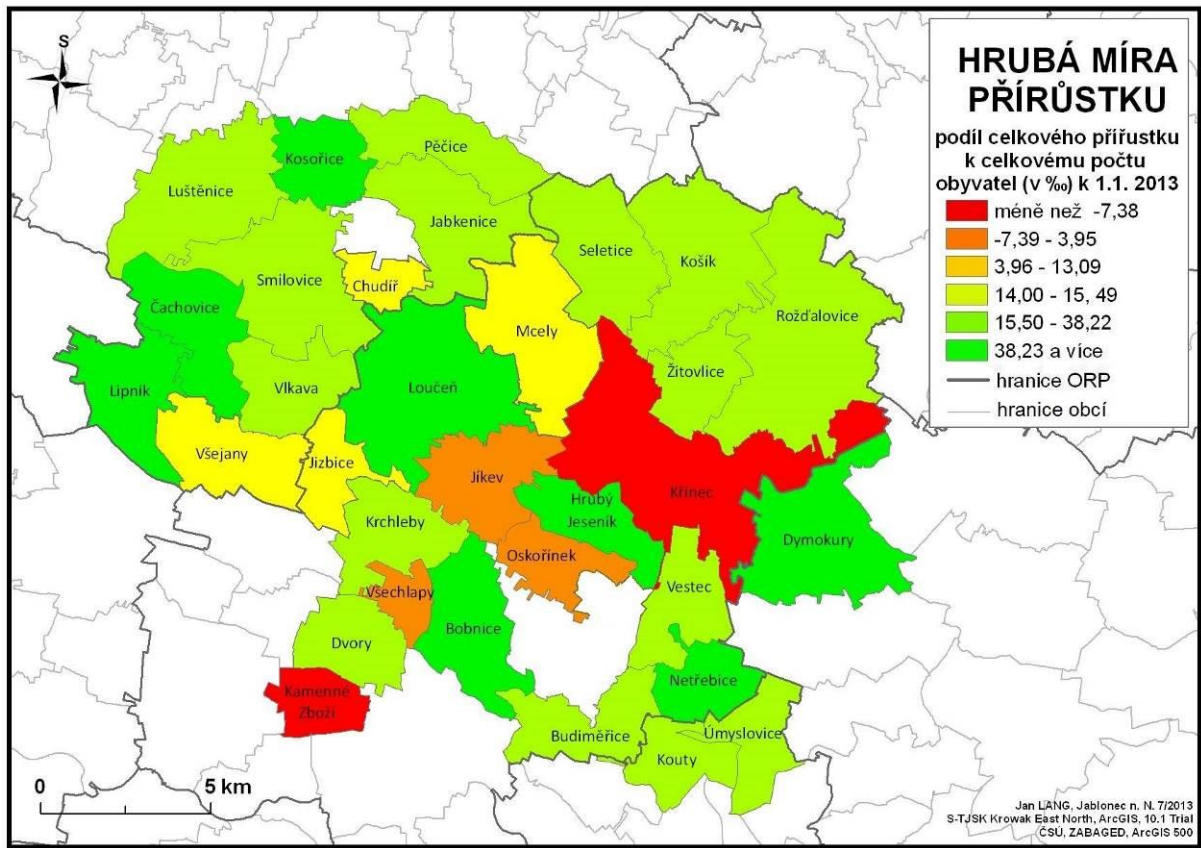 HRUBÁ MÍRA
PŘÍRŮSTKU
podíl celkového přířustku
k celkovému počtu
obyvatel (v ‰) k 1.1. 2013
méně než -7,38
-7,39 - 3,95
3,96 - 13,09
14,00 - 15, 49
15,50 - 38,22
38,23 a více
hranice ORP
hranice obcí
S
Kosořice
Pěčice
Luštěnice
Jabkenice
Seletice
Košík
Smilovice
Chudíř
Čachovice
Rožďalovice
Mcely
Žitovlice
Lipník
Vlkava
Loučeň
Všejany
Jizbice
Jíkev
Křinec
Hrubý
Jeseník
Krchleby
Dymokury
Oskořínek
Vestec
Všechlapy
Bobnice
Dvory
Netřebice
Kamenné
Zboží
Budiměřice
Úmyslovice
Kouty
0 5 km
Jan LANG, Jablonec n. N. 7/2013
S-TJSK Krowak East North, ArcGIS, 10.1 Trial
ČSÚ, ZABAGED, ArcGIS 500